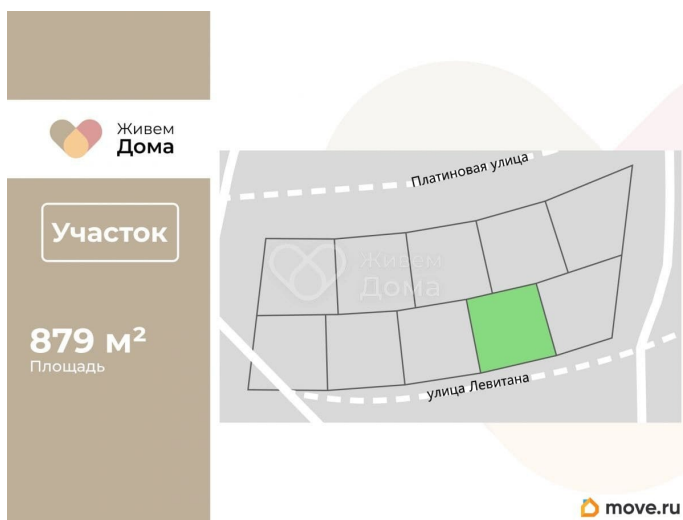 Живем
Дома
Участок
879 м²
Площадь
Платиновая улица
Живем
Дома
улица Левитана
move.ru